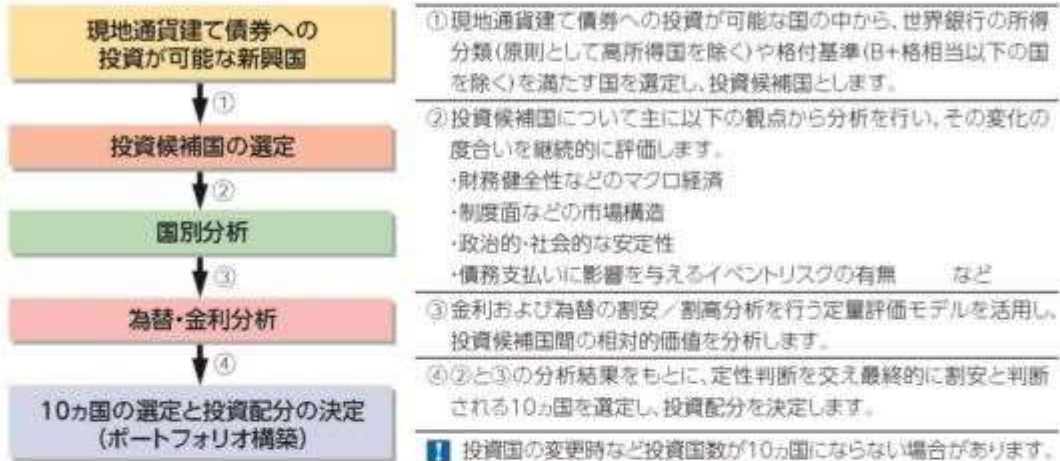 現地通貨建て債券への
投資が可能な新興国
①
投資候補国の選定
②
国別分析
③
為替・金利分析
④
10ヵ国の選定と投資配分の決定
(ポートフォリオ構築)
①現地通貨建て債券への投資が可能な国の中から、世界銀行の所得
分類(原則として高所得国を除く)や格付基準(B+格相当以下の国
を除く)を満たす国を選定し、投資候補国とします。
②投資候補国について主に以下の観点から分析を行い、その変化の
度合いを継続的に評価します。
・財務健全性などのマクロ経済
・制度面などの市場構造
・政治的・社会的な安定性
・債務支払いに影響を与えるイベントリスクの有無 など
③金利および為替の割安／割高分析を行う定量評価モデルを活用し、
投資候補国間の相対的価値を分析します。
④②と③の分析結果をもとに、定性判断を交え最終的に割安と判断
される10ヵ国を選定し、投資配分を決定します。
! 投資国の変更時など投資国数が10ヵ国にならない場合があります。